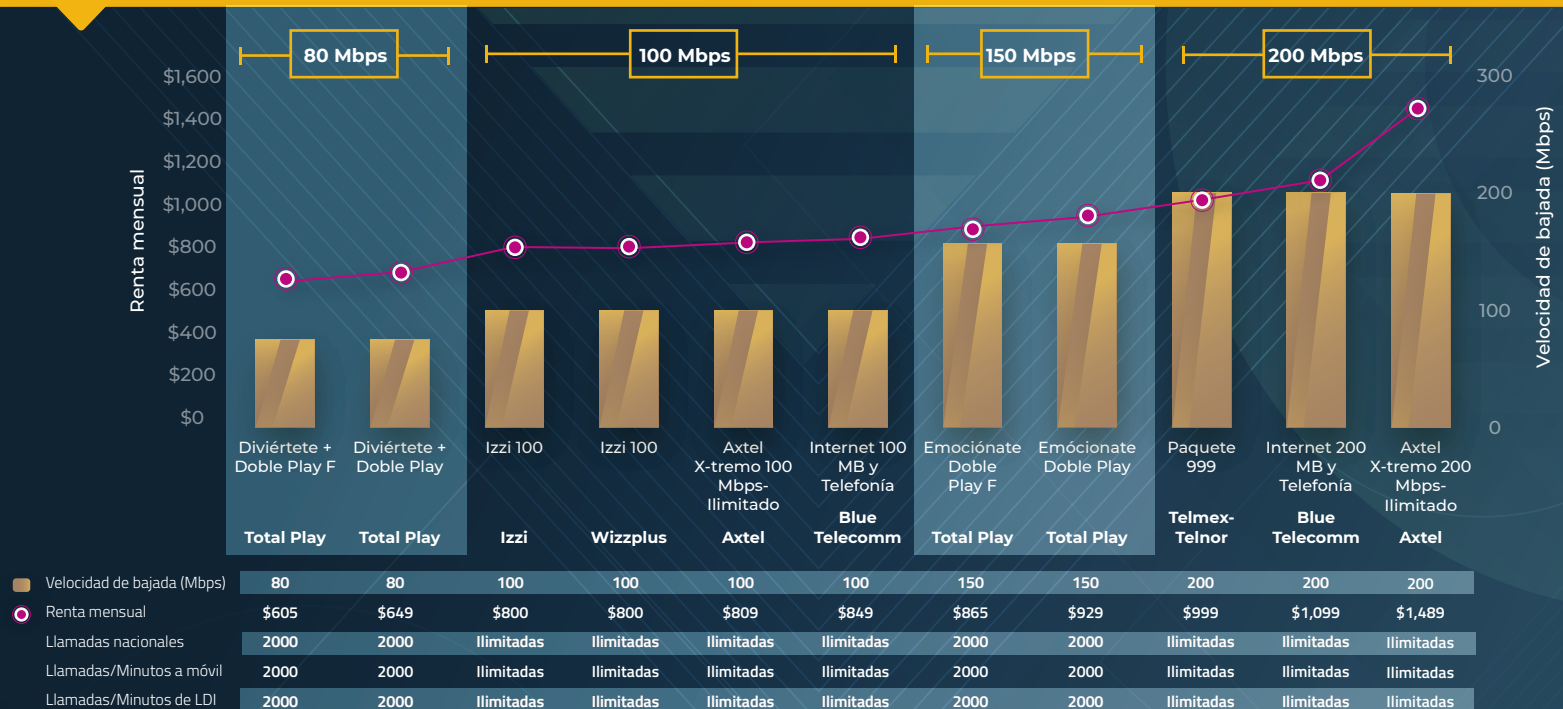 80 Mbps
100 Mbps
150 Mbps
200 Mbps
Renta mensual
$1,600
$1,400
$1,200
$1,000
$800
$600
$400
$200
$0
300
200
100
0
Velocidad de bajada (Mbps)
Diviértete +
Doble Play F
Total Play
Diviértete +
Doble Play
Total Play
Izzi 100
Izzi
Izzi 100
Wizzplus
Axtel
X-tremo 100
Mbps-
Ilimitado
Axtel
Internet 100
MB y
Telefonía
Blue
Telecomm
Emociónate
Doble
Play F
Total Play
Emócionate
Doble Play
Total Play
Paquete
999
Telmex-
Telnor
Internet 200
MB y
Telefonía
Blue
Telecomm
Axtel
X-tremo 200
Mbps-
Ilimitado
Axtel
Velocidad de bajada (Mbps) 80 80 100 100 100 100 150 150 200 200 200
Renta mensual $605 $649 $800 $800 $809 $849 $865 $929 $999 $1,099 $1,489
Llamadas nacionales 2000 2000 Ilimitadas Ilimitadas Ilimitadas Ilimitadas 2000 2000 Ilimitadas Ilimitadas Ilimitadas
Llamadas/Minutos a móvil 2000 2000 Ilimitadas Ilimitadas Ilimitadas Ilimitadas 2000 2000 Ilimitadas Ilimitadas Ilimitadas
Llamadas/Minutos de LDI 2000 2000 Ilimitadas Ilimitadas Ilimitadas Ilimitadas 2000 2000 Ilimitadas Ilimitadas Ilimitadas